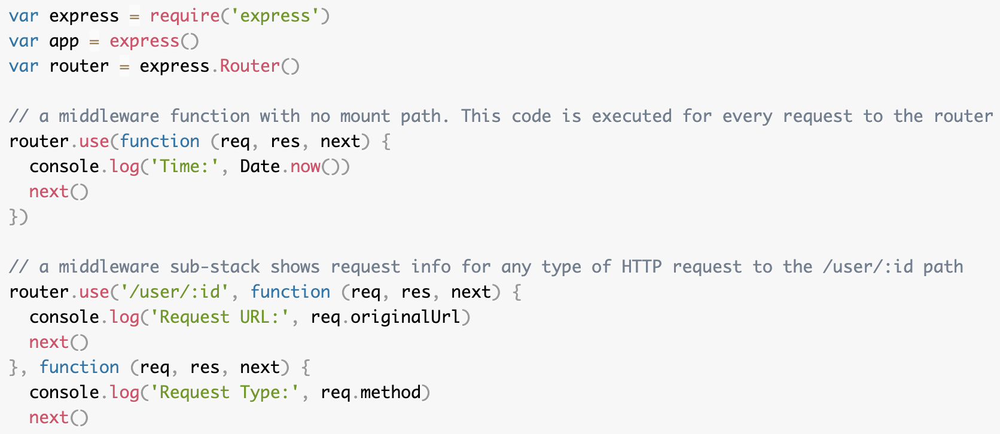 var express = require('express')
var app = express()
var router = express.Router()

// a middleware function with no mount path. This code is executed for every request to the router
router.use(function (req, res, next) {
  console.log('Time:', Date.now())
  next()
})

// a middleware sub-stack shows request info for any type of HTTP request to the /user/:id path
router.use('/user/:id', function (req, res, next) {
  console.log('Request URL:', req.originalUrl)
  next()
}, function (req, res, next) {
  console.log('Request Type:', req.method)
  next()